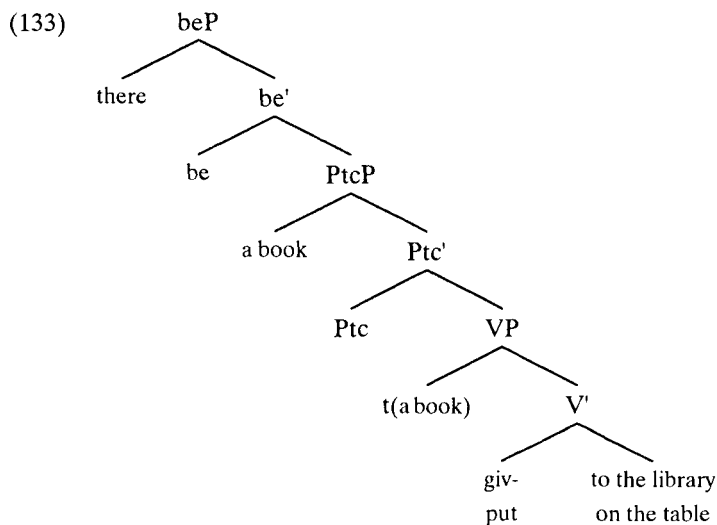 (133) beP
there be'
be PtcP
a book Ptc'
Ptc VP
t(a book) V'
giv- to the library
put on the table